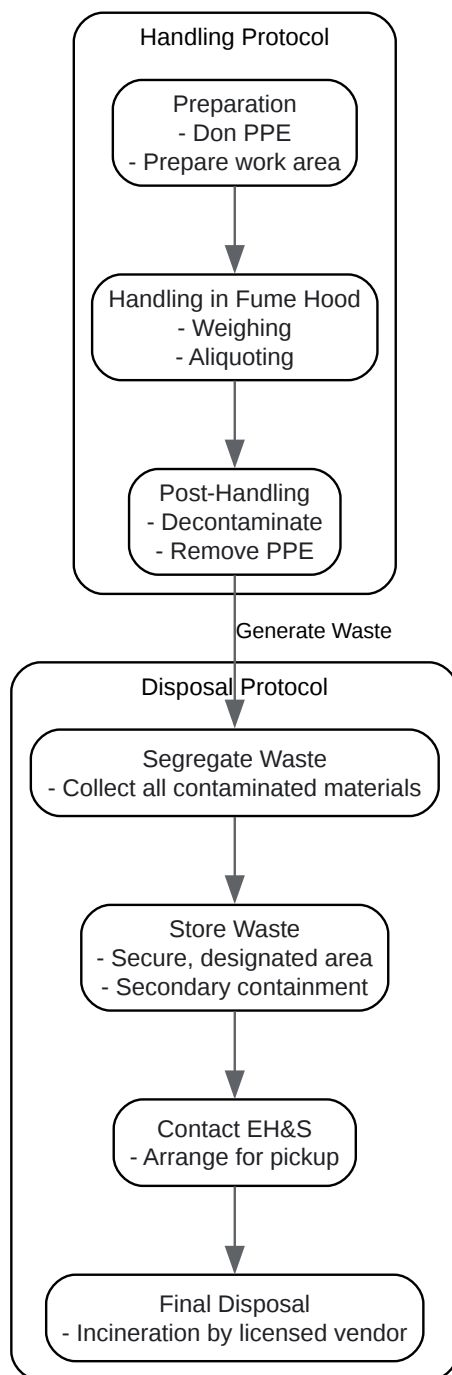 Handling Protocol
Preparation
- Don PPE
- Prepare work area
Handling in Fume Hood
- Weighing
- Aliquoting
Post-Handling
- Decontaminate
- Remove PPE
Generate Waste
Disposal Protocol
Segregate Waste
- Collect all contaminated materials
Store Waste
- Secure, designated area
- Secondary containment
Contact EH&S
- Arrange for pickup
Final Disposal
- Incineration by licensed vendor